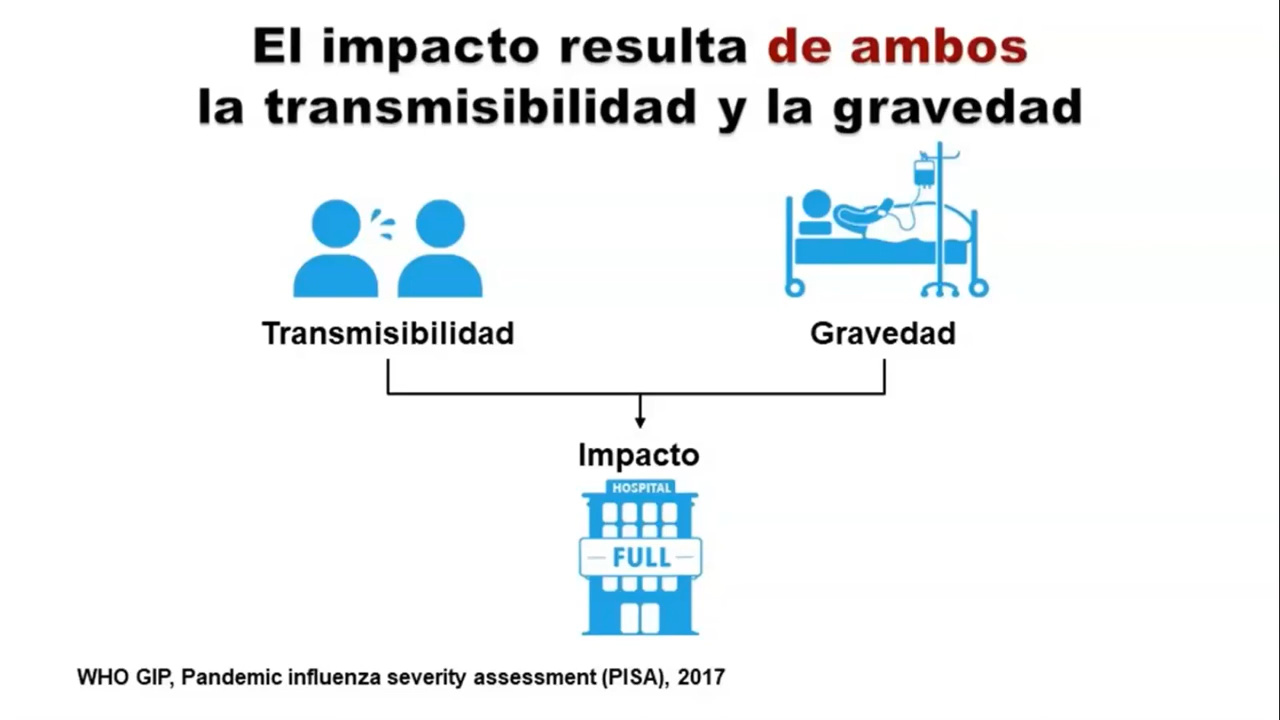 El impacto resulta de ambos
la transmisibilidad y la gravedad
Transmisibilidad
Gravedad
Impacto
HOSPITAL
FULL
WHO GIP, Pandemic influenza severity assessment (PISA), 2017